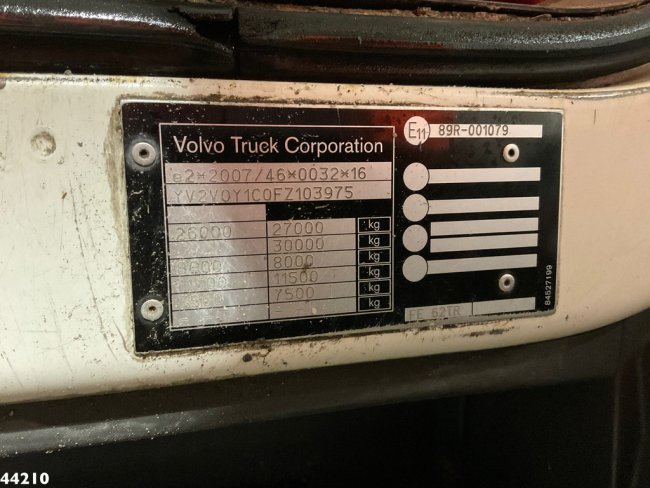 Volvo Truck Corporation
e2*2007/46*0032*16
YV2V0Y1C0FZ103975
26000 27000 kg
30000 kg
8000 kg
11500 kg
7500 kg
kg
E11 89R-001079
FE 62TR
84527199
44210